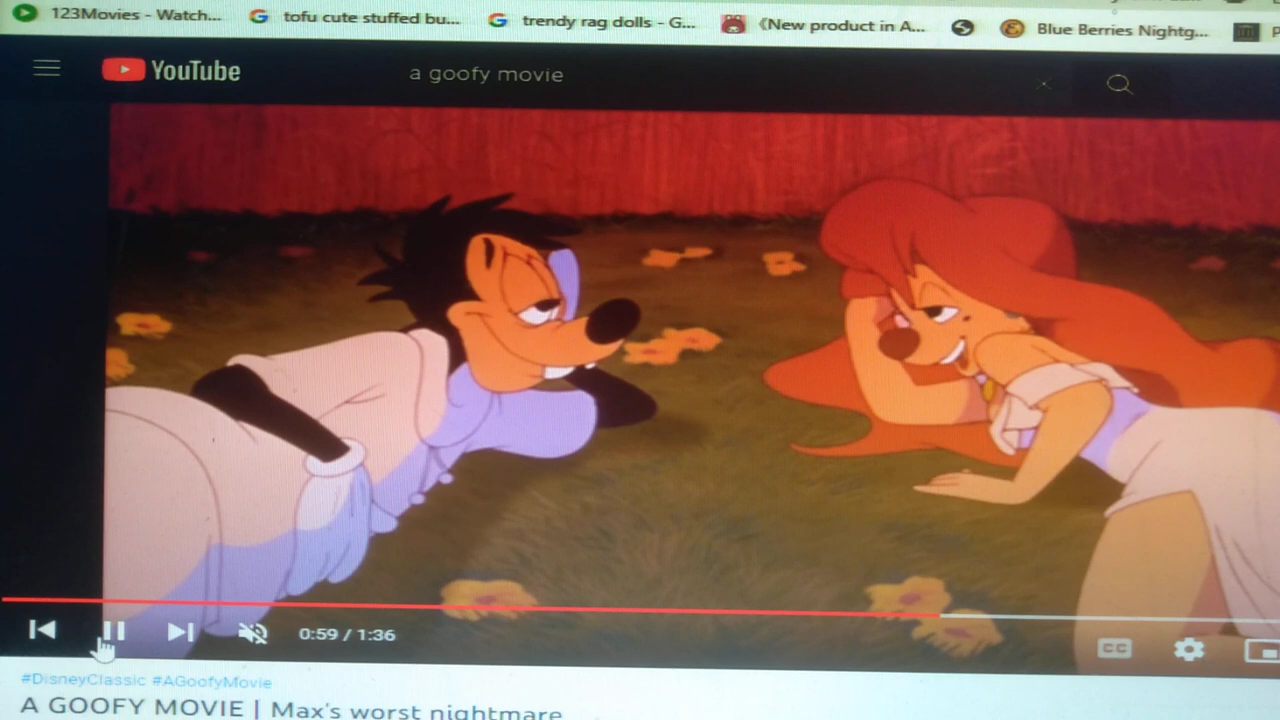 123Movies - Watch... tofu cute stuffed bu... trendy rag dolls - G... 《New product in A... Blue Berries Nightg...
YouTube a goofy movie
0:59 / 1:36 CC
#DisneyClassic #AGoofyMovie
A GOOFY MOVIE | Max's worst nightmare